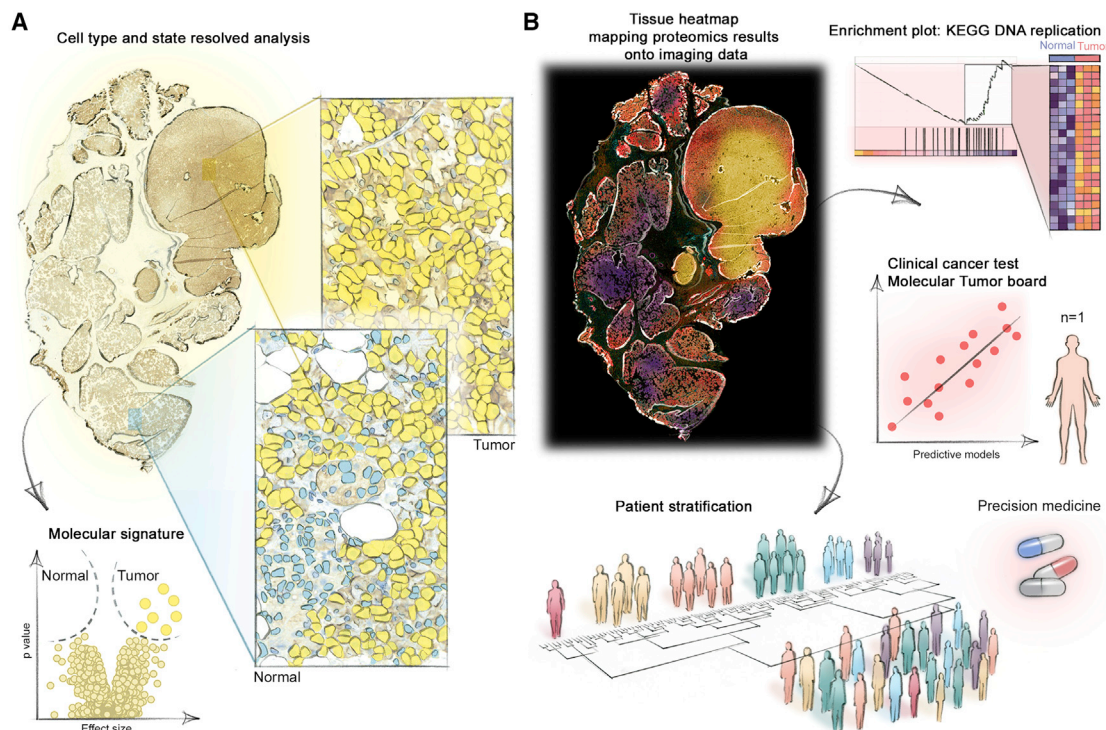 A
Cell type and state resolved analysis
Tumor
Normal
Molecular signature
Normal
Tumor
p value
Effect size
B
Tissue heatmap
mapping proteomics results
onto imaging data
Enrichment plot: KEGG DNA replication
Normal Tumo
Clinical cancer test
Molecular Tumor board
n=1
Predictive models
Patient stratification
Precision medicine